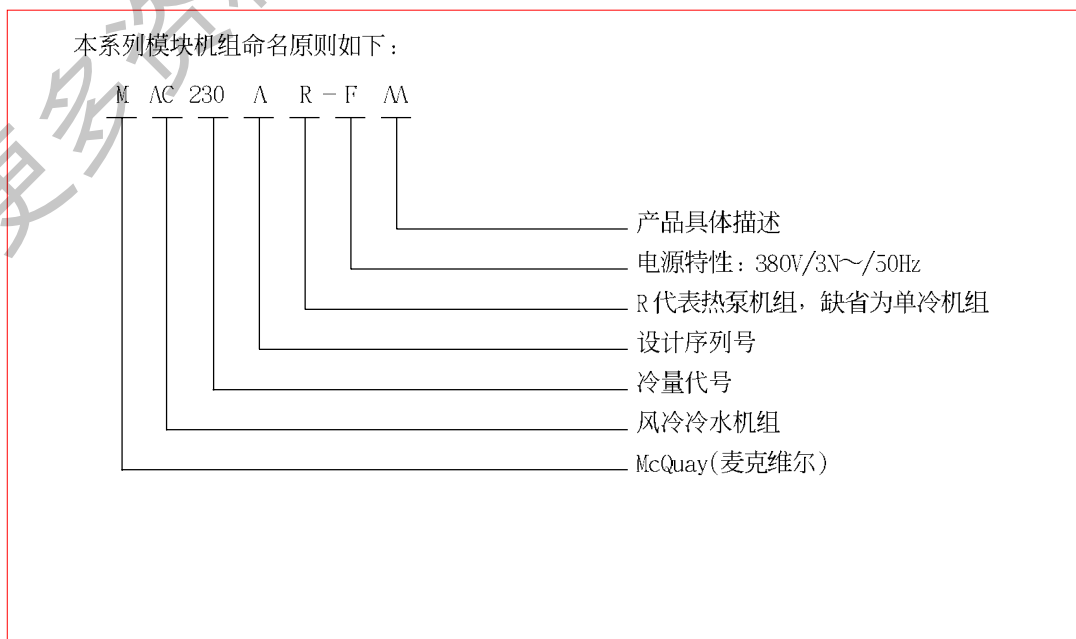 更多资
本系列模块机组命名原则如下：
M AC 230 A R - F AA
产品具体描述
电源特性：380V/3N～/50Hz
R代表热泵机组，缺省为单冷机组
设计序列号
冷量代号
风冷冷水机组
McQuay(麦克维尔)